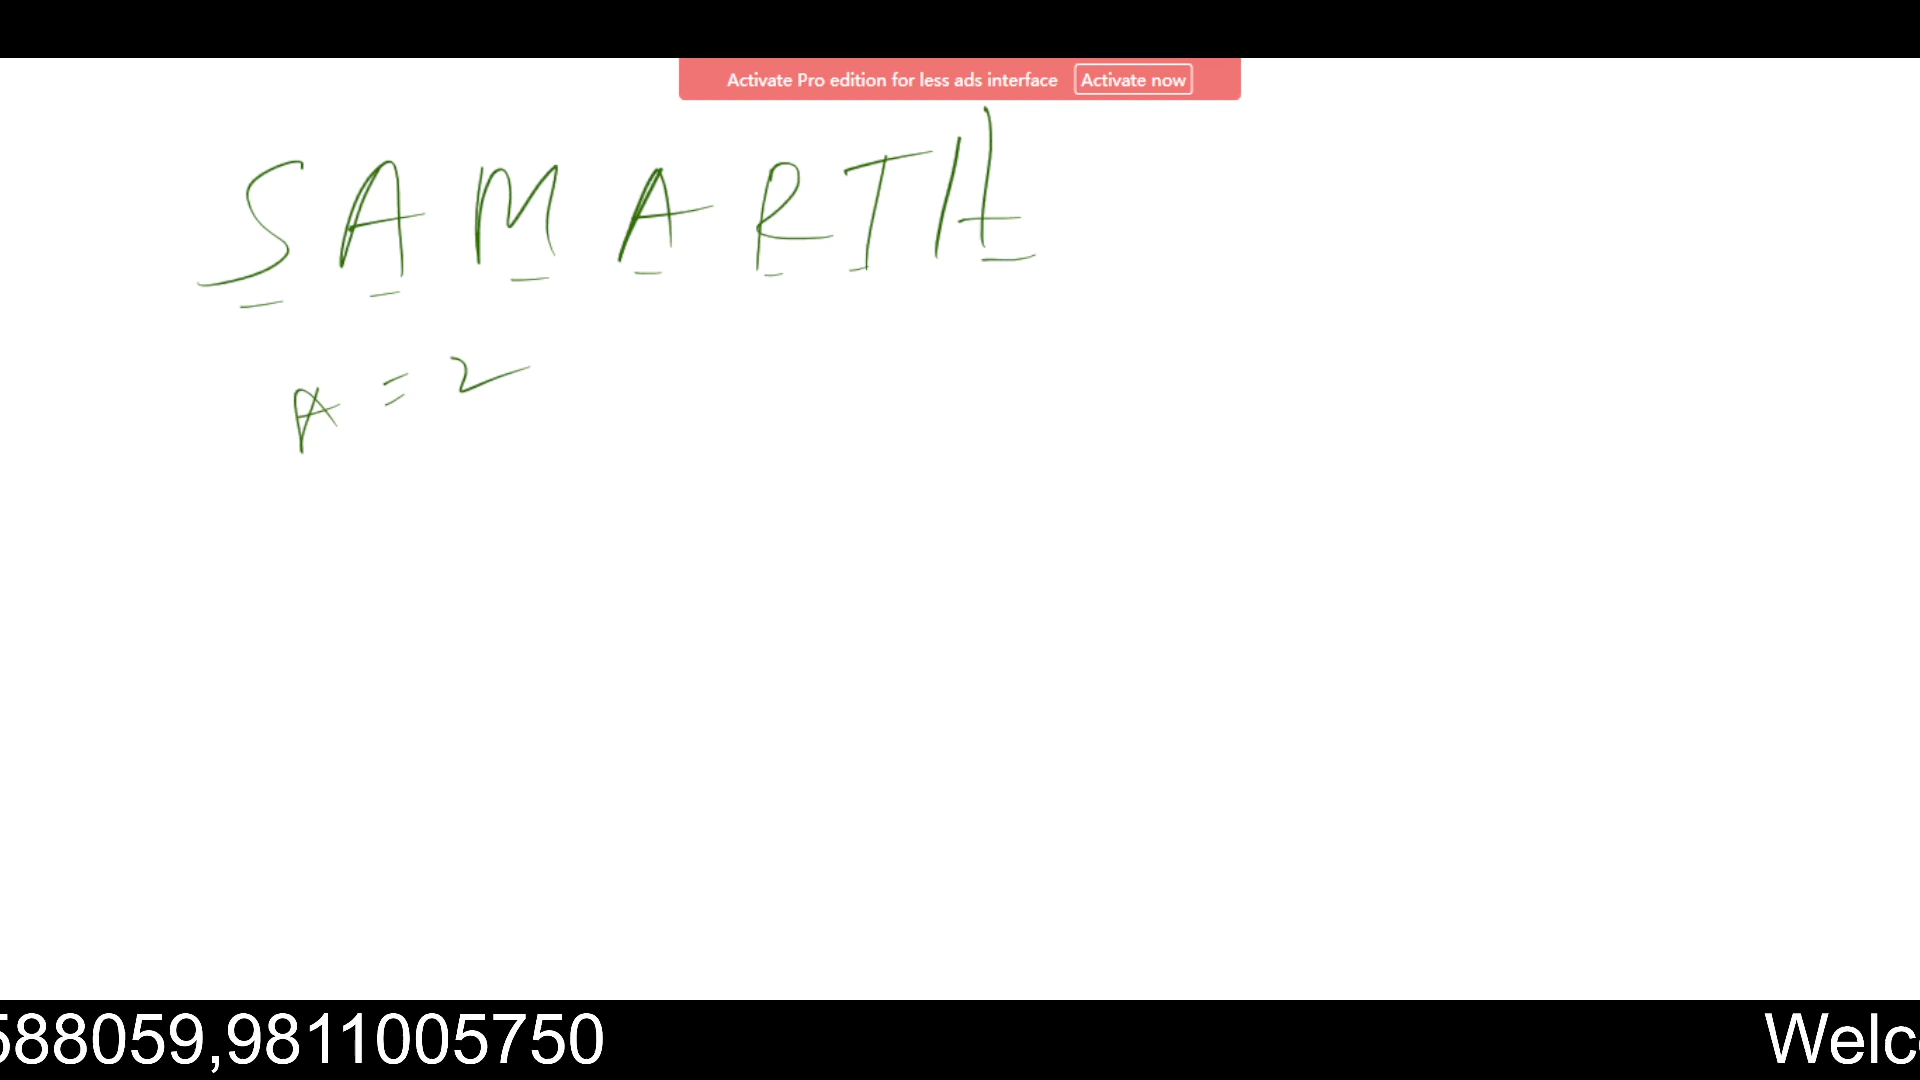 Activate Pro edition for less ads interface Activate now
SAMARTH
A = 2
588059,9811005750 Welc